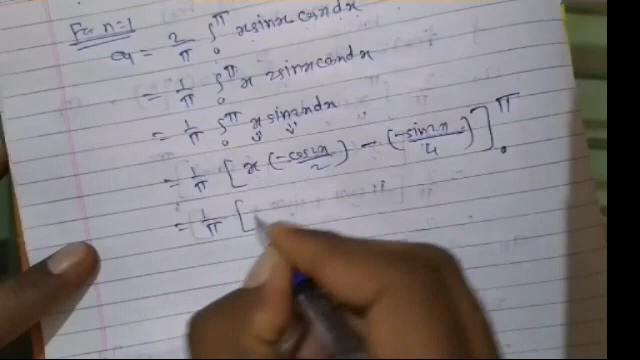 For n=1
a₁ = 2/π ∫₀^π x sinx cosx dx
= 1/π ∫₀^π x 2sinx cosx dx
= 1/π ∫₀^π x sin2x dx
= 1/π [ x (-cos2x/2) - (-sin2x/4) ]₀^π
= 1/π [